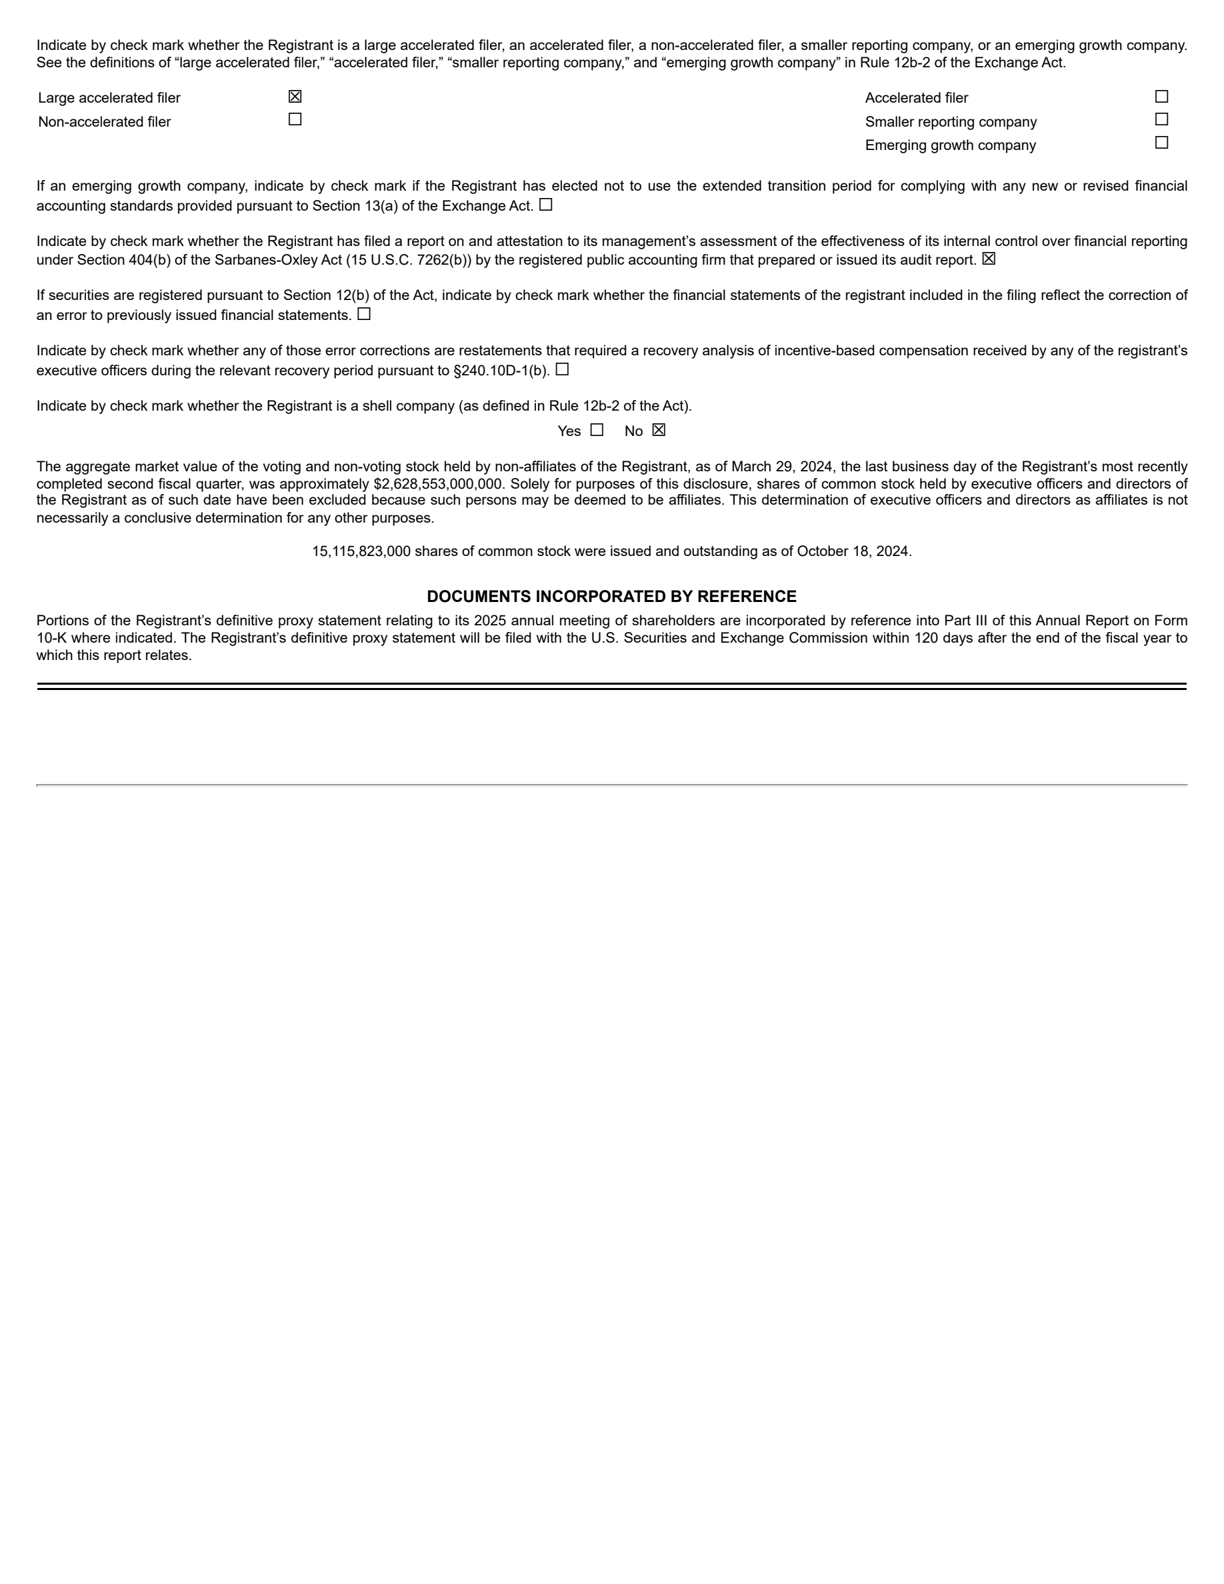 Indicate by check mark whether the Registrant is a large accelerated filer, an accelerated filer, a non-accelerated filer, a smaller reporting company, or an emerging growth company.
See the definitions of “large accelerated filer,” “accelerated filer,” “smaller reporting company,” and “emerging growth company” in Rule 12b-2 of the Exchange Act.
Large accelerated filer ☒ Accelerated filer ☐
Non-accelerated filer ☐ Smaller reporting company ☐
Emerging growth company ☐
If an emerging growth company, indicate by check mark if the Registrant has elected not to use the extended transition period for complying with any new or revised financial
accounting standards provided pursuant to Section 13(a) of the Exchange Act. ☐
Indicate by check mark whether the Registrant has filed a report on and attestation to its management’s assessment of the effectiveness of its internal control over financial reporting
under Section 404(b) of the Sarbanes-Oxley Act (15 U.S.C. 7262(b)) by the registered public accounting firm that prepared or issued its audit report. ☒
If securities are registered pursuant to Section 12(b) of the Act, indicate by check mark whether the financial statements of the registrant included in the filing reflect the correction of
an error to previously issued financial statements. ☐
Indicate by check mark whether any of those error corrections are restatements that required a recovery analysis of incentive-based compensation received by any of the registrant’s
executive officers during the relevant recovery period pursuant to §240.10D-1(b). ☐
Indicate by check mark whether the Registrant is a shell company (as defined in Rule 12b-2 of the Act).
Yes ☐ No ☒
The aggregate market value of the voting and non-voting stock held by non-affiliates of the Registrant, as of March 29, 2024, the last business day of the Registrant’s most recently
completed second fiscal quarter, was approximately $2,628,553,000,000. Solely for purposes of this disclosure, shares of common stock held by executive officers and directors of
the Registrant as of such date have been excluded because such persons may be deemed to be affiliates. This determination of executive officers and directors as affiliates is not
necessarily a conclusive determination for any other purposes.
15,115,823,000 shares of common stock were issued and outstanding as of October 18, 2024.
DOCUMENTS INCORPORATED BY REFERENCE
Portions of the Registrant’s definitive proxy statement relating to its 2025 annual meeting of shareholders are incorporated by reference into Part III of this Annual Report on Form
10-K where indicated. The Registrant’s definitive proxy statement will be filed with the U.S. Securities and Exchange Commission within 120 days after the end of the fiscal year to
which this report relates.